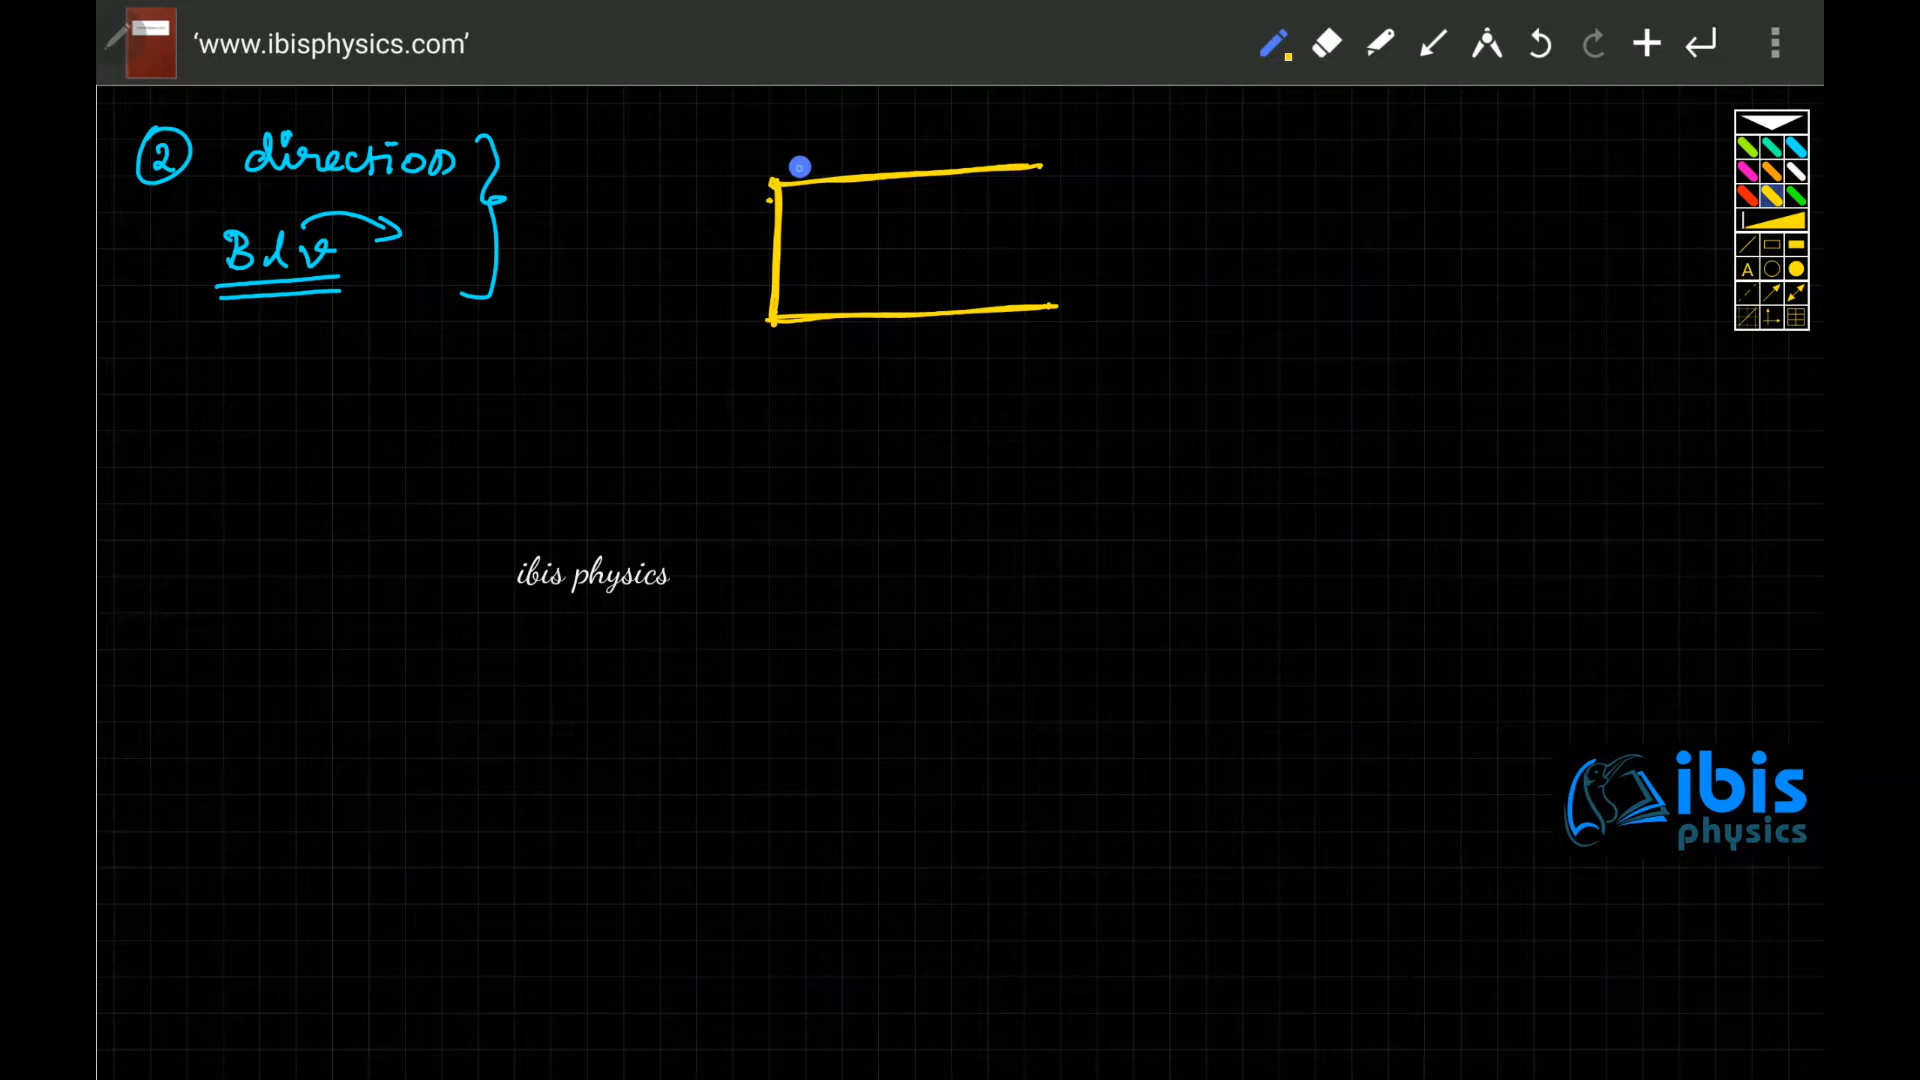 ‘www.ibisphysics.com’
② direction
Blv
A
ibis physics
ibis
physics